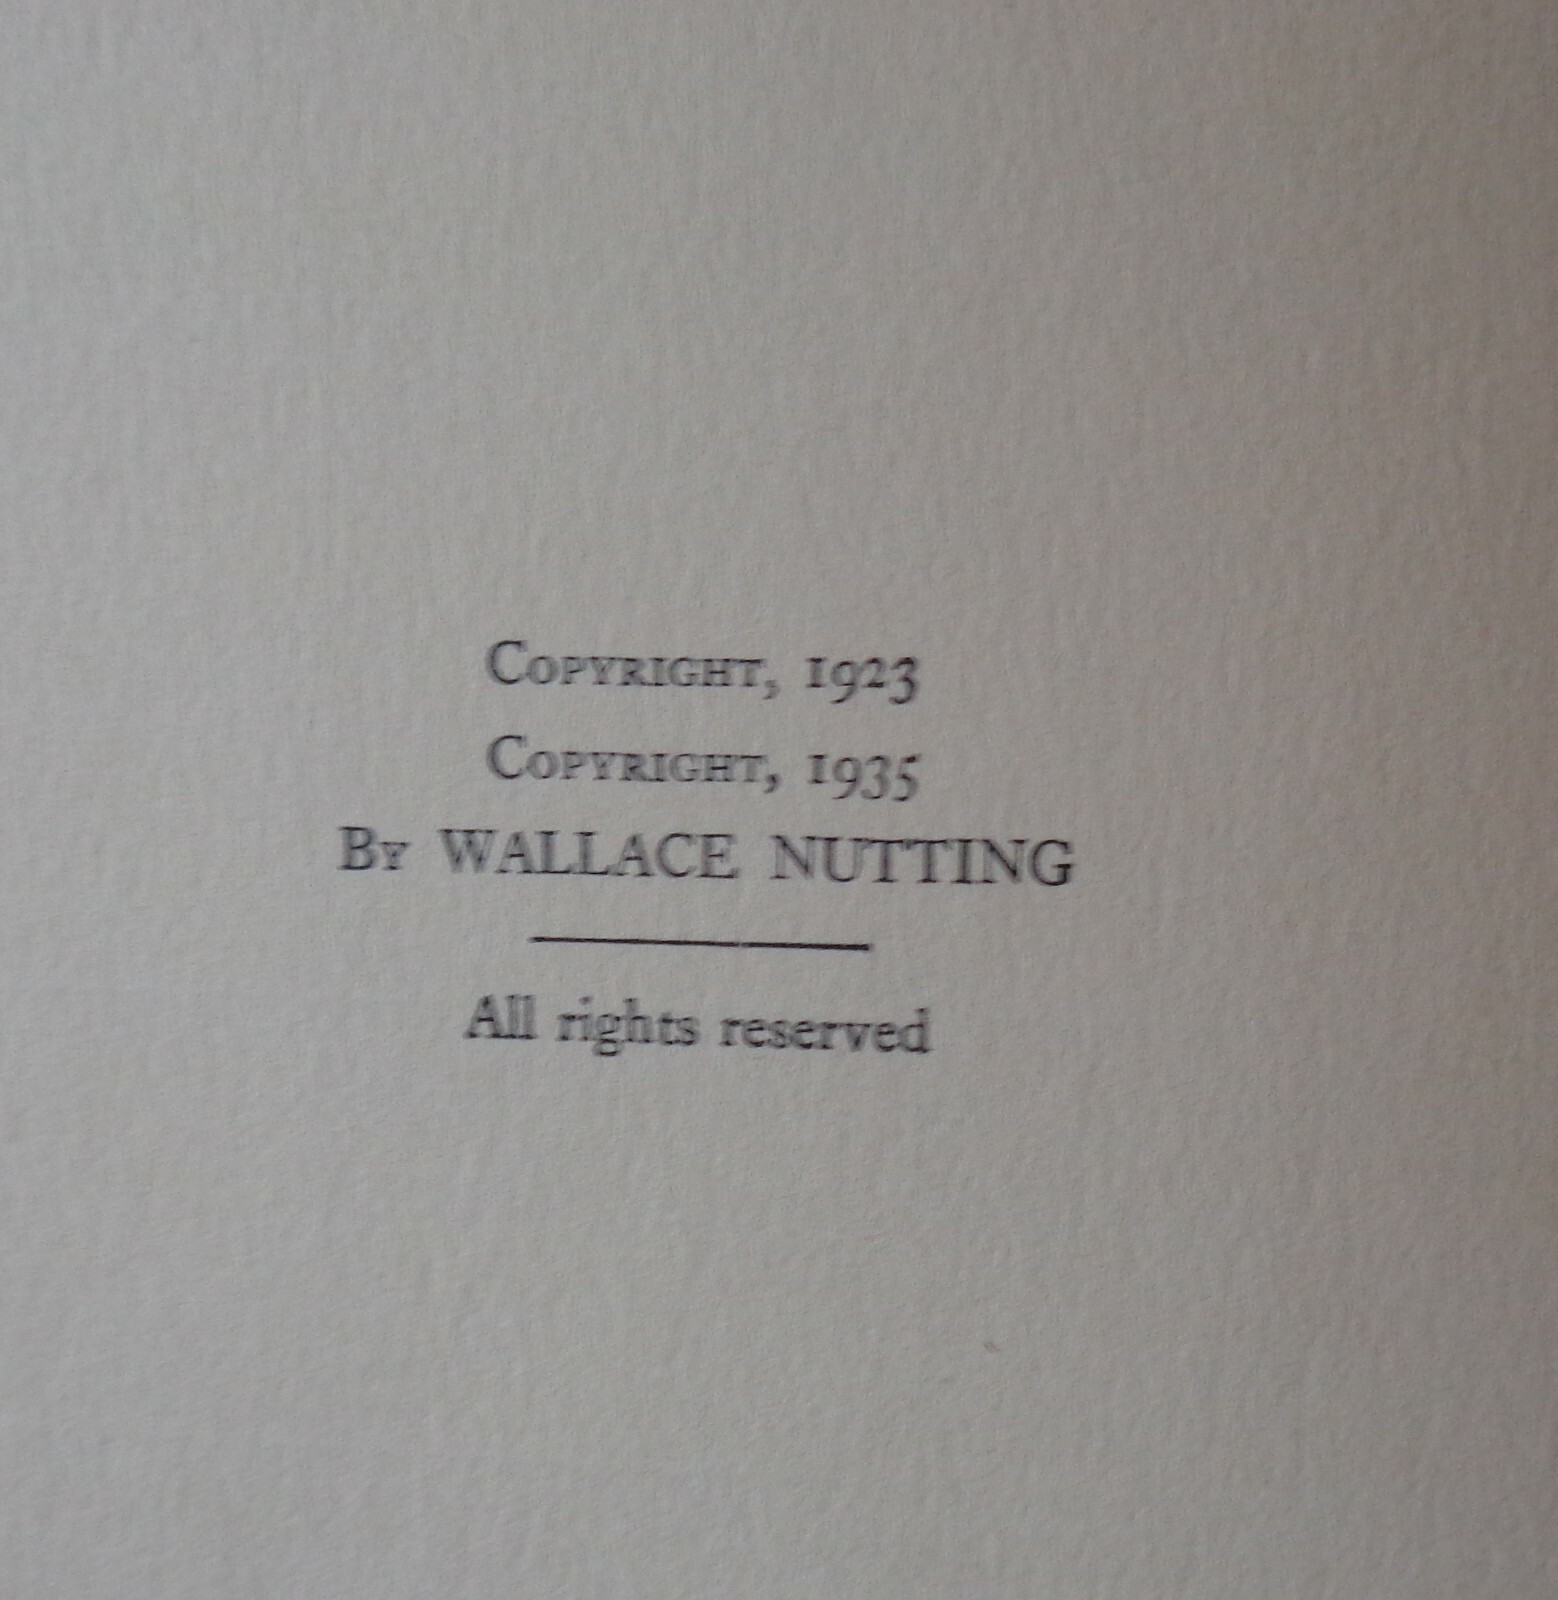 Copyright, 1923
Copyright, 1935
By WALLACE NUTTING
All rights reserved